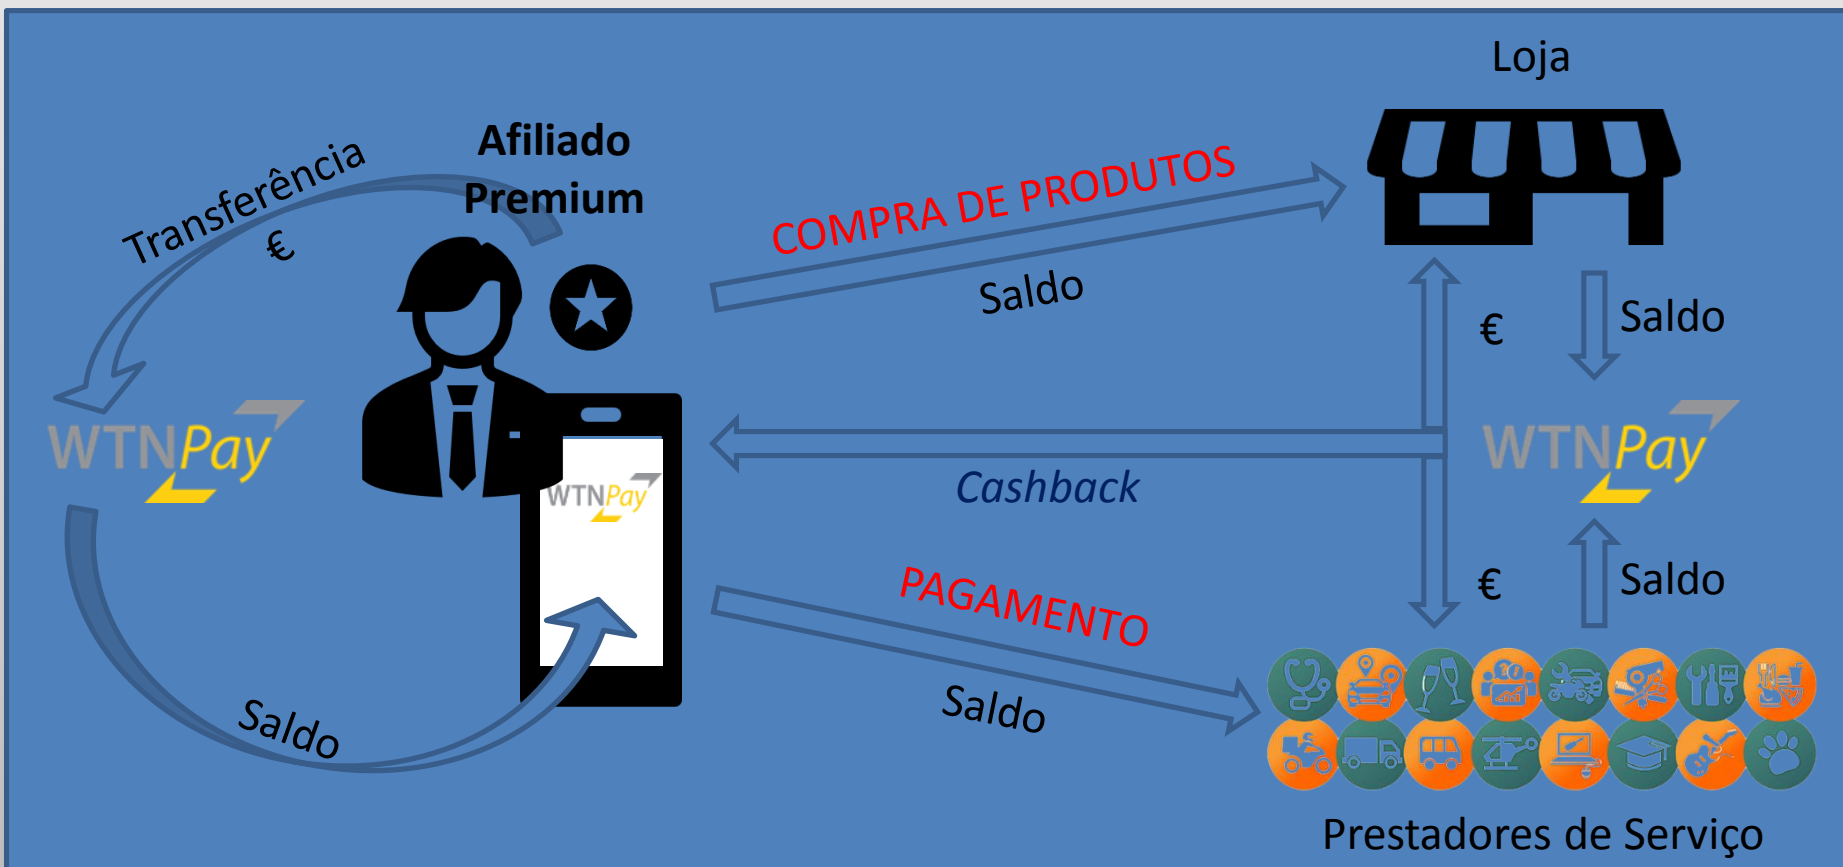 Loja
Afiliado
Premium
Transferência
€
COMPRA DE PRODUTOS
Saldo
€
Saldo
WTNPay
WTNPay
WTNPay
Cashback
PAGAMENTO
Saldo
€
Saldo
Saldo
Prestadores de Serviço